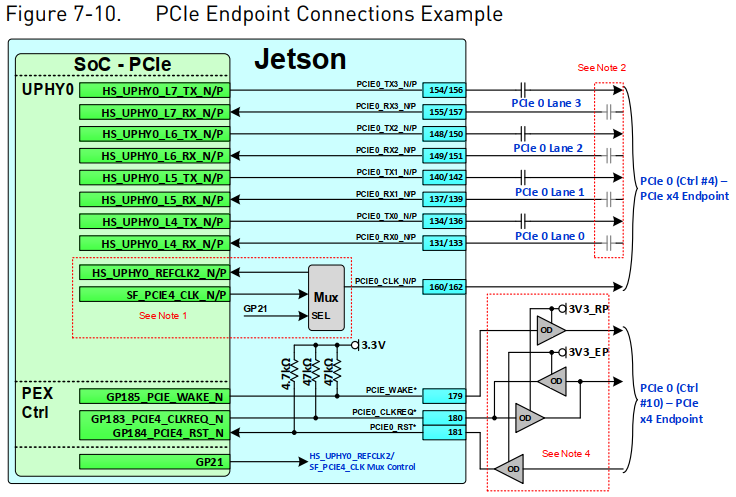 Figure 7-10. PCIe Endpoint Connections Example
SoC - PCIe
Jetson
See Note 2
UPHY0
HS_UPHY0_L7_TX_N/P
PCIE0_TX3_N/P
154/156
HS_UPHY0_L7_RX_N/P
PCIE0_RX3_N/P
155/157
PCIe 0 Lane 3
HS_UPHY0_L6_TX_N/P
PCIE0_TX2_N/P
148/150
HS_UPHY0_L6_RX_N/P
PCIE0_RX2_N/P
149/151
PCIe 0 Lane 2
HS_UPHY0_L5_TX_N/P
PCIE0_TX1_N/P
140/142
HS_UPHY0_L5_RX_N/P
PCIE0_RX1_N/P
137/139
PCIe 0 Lane 1
HS_UPHY0_L4_TX_N/P
PCIE0_TX0_N/P
134/136
HS_UPHY0_L4_RX_N/P
PCIE0_RX0_N/P
131/133
PCIe 0 Lane 0
PCIe 0 (Ctrl #4) –
PCIe x4 Endpoint
HS_UPHY0_REFCLK2_N/P
SF_PCIE4_CLK_N/P
See Note 1
GP21
Mux
SEL
PCIE0_CLK_N/P
160/162
3.3V
4.7kΩ
47kΩ
47kΩ
3V3_RP
OD
3V3_EP
OD
OD
OD
See Note 4
PEX
Ctrl
GP185_PCIE_WAKE_N
PCIE_WAKE*
179
GP183_PCIE4_CLKREQ_N
PCIE0_CLKREQ*
180
GP184_PCIE4_RST_N
PCIE0_RST*
181
PCIe 0 (Ctrl
#10) – PCIe
x4 Endpoint
GP21
HS_UPHY0_REFCLK2/
SF_PCIE4_CLK Mux Control